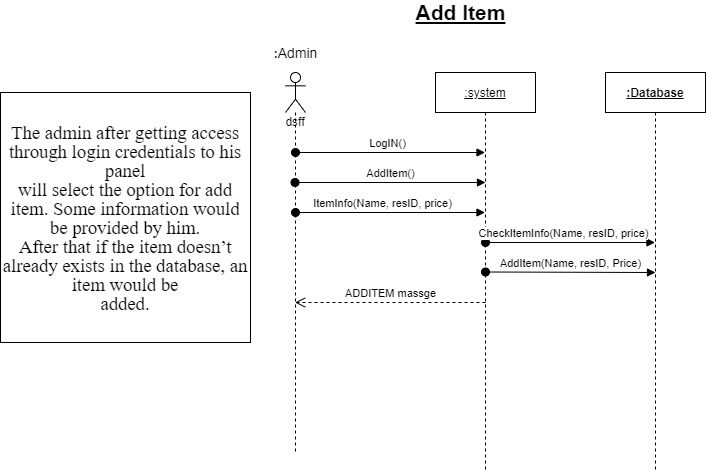 Add Item
:Admin
dsff
:system
:Database
The admin after getting access
through login credentials to his
panel
will select the option for add
item. Some information would
be provided by him.
After that if the item doesn't
already exists in the database, an
item would be
added.
LogIN()
AddItem()
ItemInfo(Name, resID, price)
CheckItemInfo(Name, resID, price)
AddItem(Name, resID, Price)
ADDITEM massge